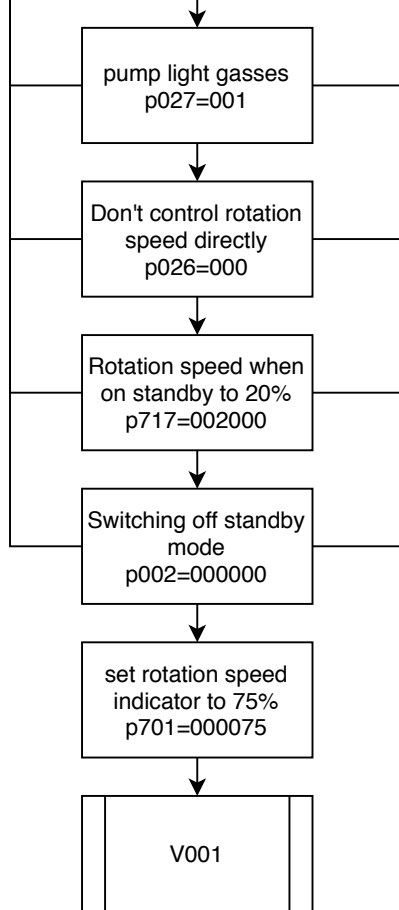 pump light gasses
p027=001
Don't control rotation
speed directly
p026=000
Rotation speed when
on standby to 20%
p717=002000
Switching off standby
mode
p002=000000
set rotation speed
indicator to 75%
p701=000075
V001